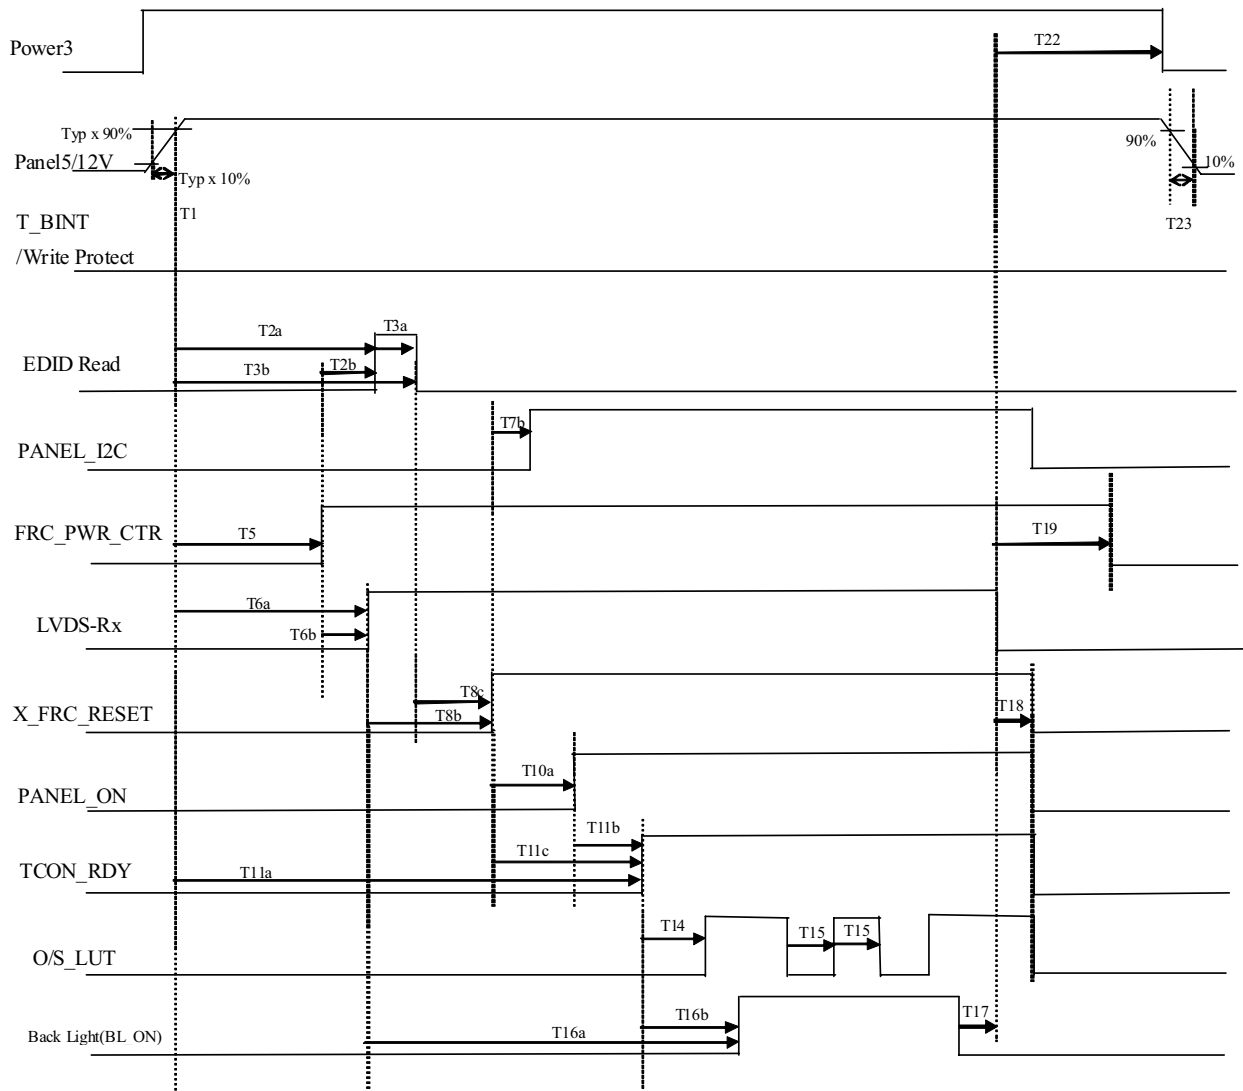 T22
Power3
Typ x 90%
90%
Panel5/12V
10%
Typ x 10%
T1
T_BINT
T23
/Write Protect
T3a
T2a
EDID Read
T2b
T3b
T7b
PANEL_I2C
FRC_PWR_CTR
T5
T19
T6a
LVDS-Rx
T6b
T8c
X_FRC_RESET
T8b
T18
T10a
PANEL_ON
T11b
T11c
TCON_RDY
T11a
T14
T15
T15
O/S_LUT
T16b
T17
Back Light(BL_ON)
T16a